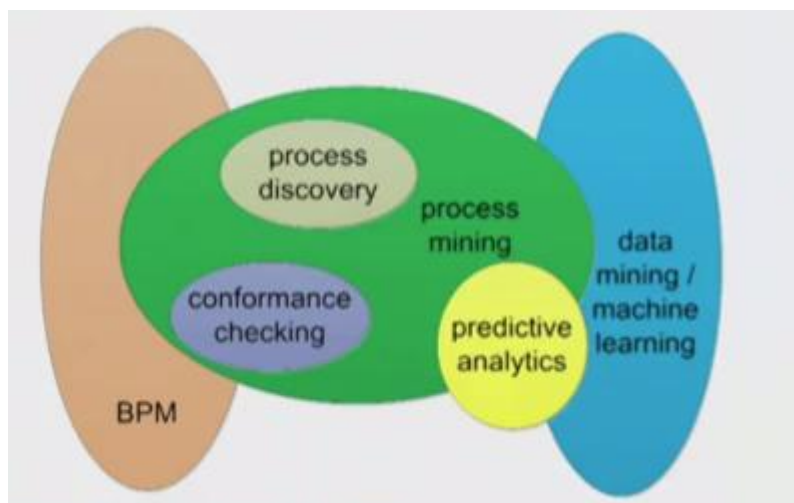 process
discovery
process
mining
conformance
checking
predictive
analytics
data
mining /
machine
learning
BPM